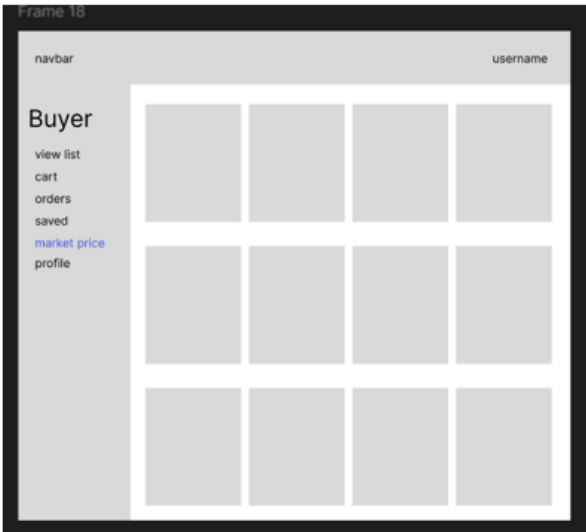 Frame 18
navbar
username
Buyer
view list
cart
orders
saved
market price
profile